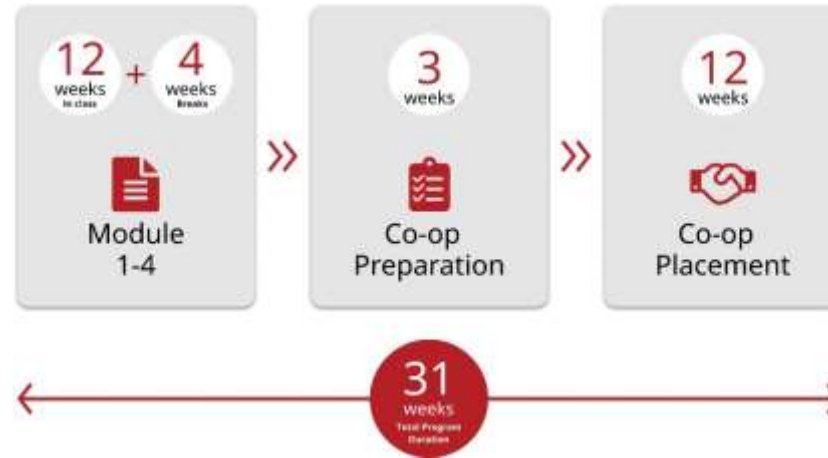 12
weeks
In class
+
4
weeks
Breaks
Module
1-4
3
weeks
Co-op
Preparation
12
weeks
Co-op
Placement
31
weeks
Total Program
Duration